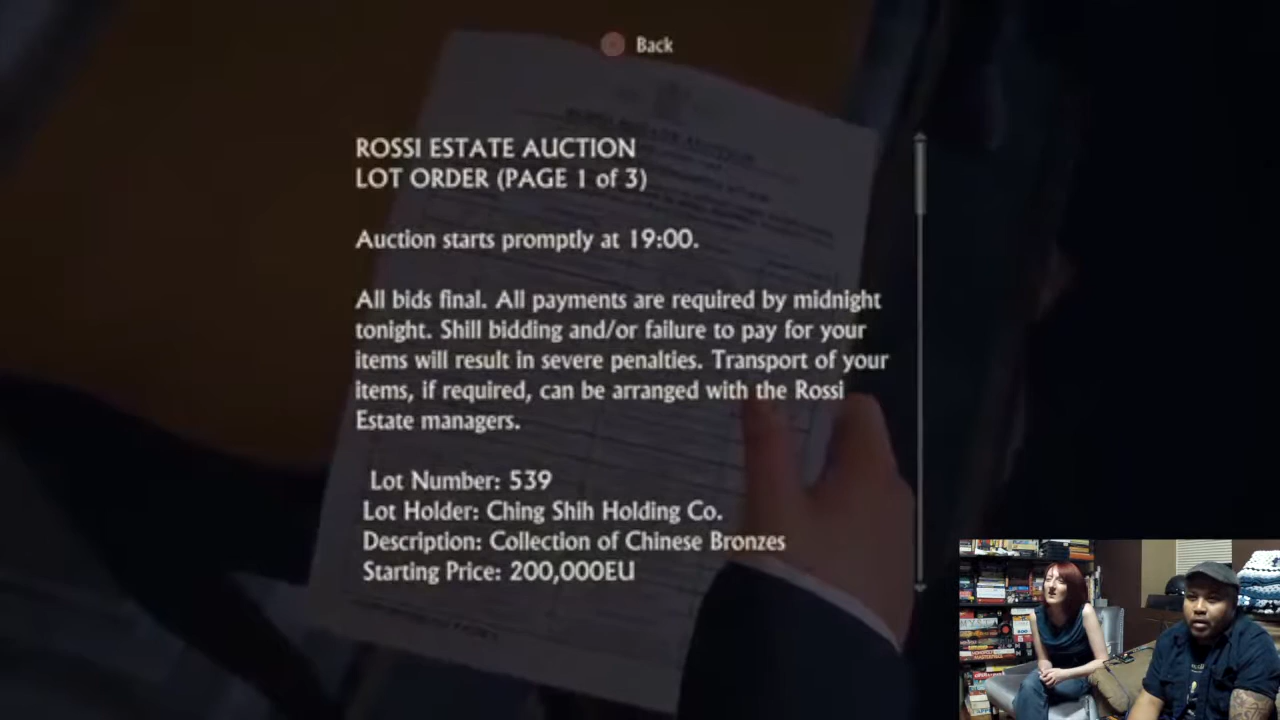 Back
ROSSI ESTATE AUCTION
LOT ORDER (PAGE 1 of 3)
Auction starts promptly at 19:00.
All bids final. All payments are required by midnight
tonight. Shill bidding and/or failure to pay for your
items will result in severe penalties. Transport of your
items, if required, can be arranged with the Rossi
Estate managers.
Lot Number: 539
Lot Holder: Ching Shih Holding Co.
Description: Collection of Chinese Bronzes
Starting Price: 200,000EU